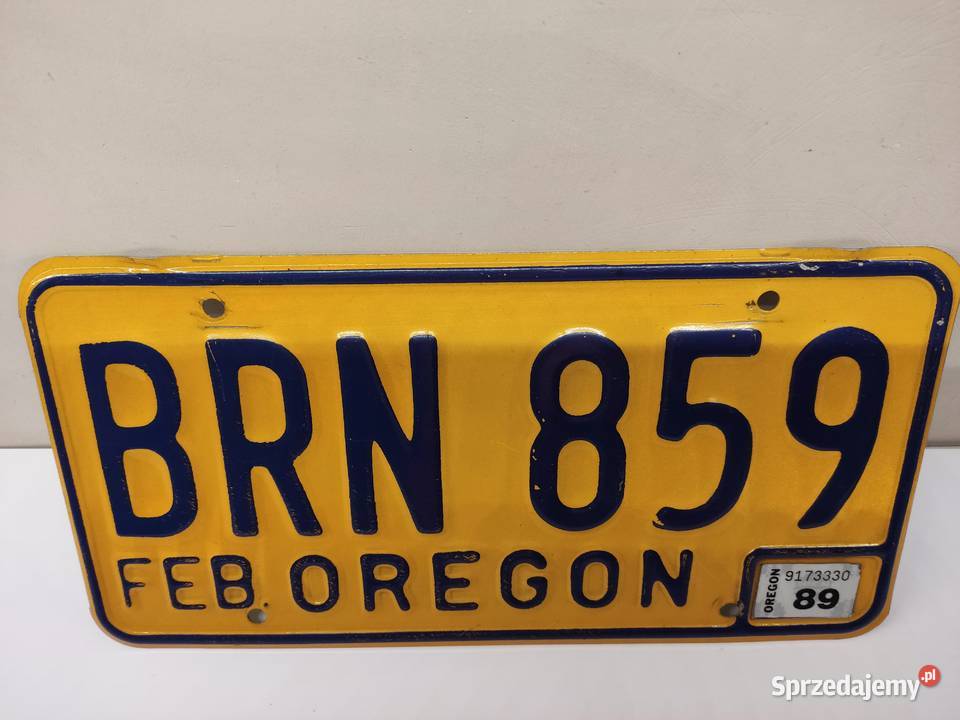 BRN 859
FEB OREGON
OREGON
9173330
89
Sprzedajemy.pl